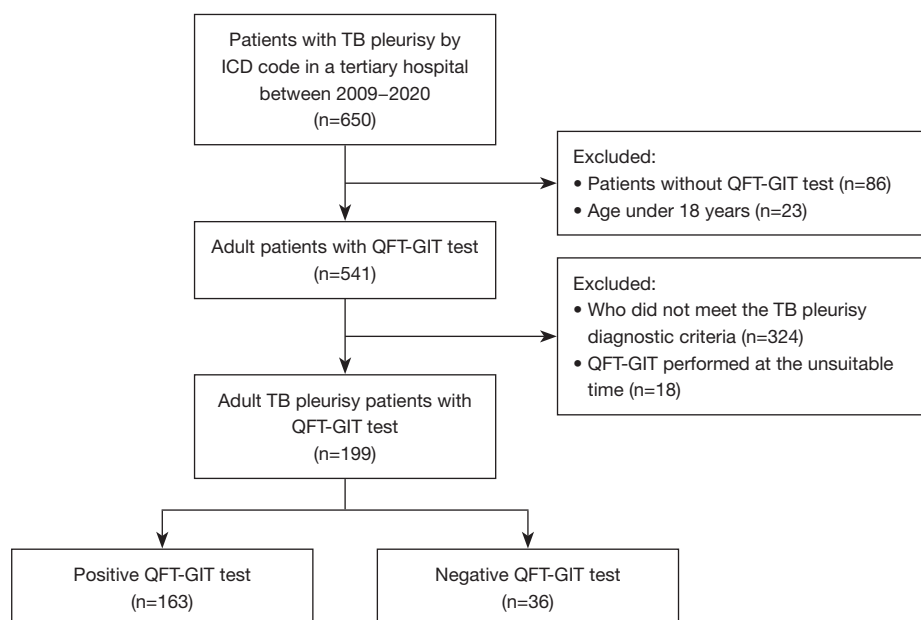 Patients with TB pleurisy by
ICD code in a tertiary hospital
between 2009–2020
(n=650)
Excluded:
• Patients without QFT-GIT test (n=86)
• Age under 18 years (n=23)
Adult patients with QFT-GIT test
(n=541)
Excluded:
• Who did not meet the TB pleurisy
diagnostic criteria (n=324)
• QFT-GIT performed at the unsuitable
time (n=18)
Adult TB pleurisy patients with
QFT-GIT test
(n=199)
Positive QFT-GIT test
(n=163)
Negative QFT-GIT test
(n=36)